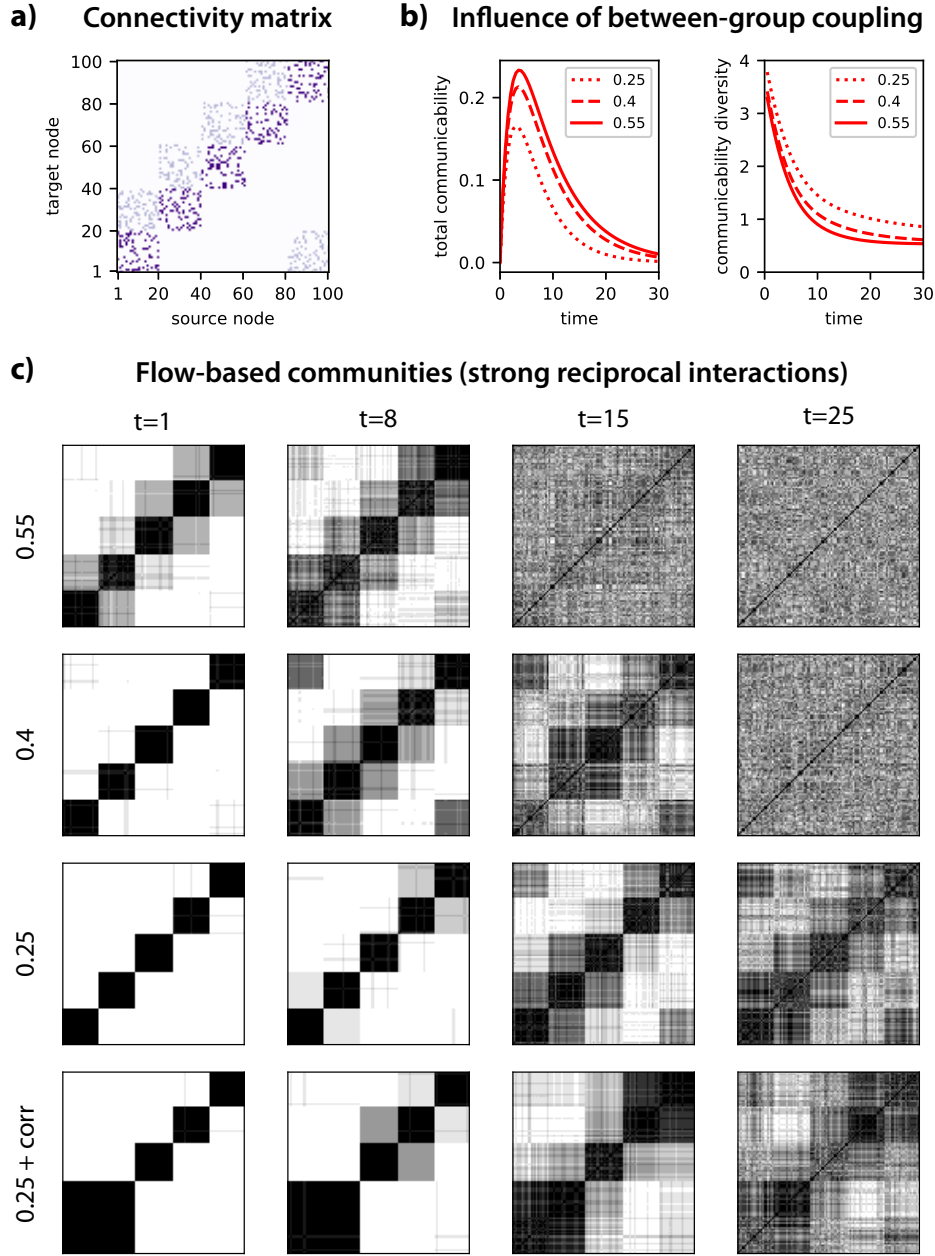 a) Connectivity matrix
100
80
60
40
20
1
target node
1 20 40 60 80 100
source node
b) Influence of between-group coupling
0.2
0.1
0.0
total communicability
0.25
0.4
0.55
0 10 20 30
time
4
3
2
1
0
communicability diversity
0.25
0.4
0.55
0 10 20 30
time
c) Flow-based communities (strong reciprocal interactions)
t=1 t=8 t=15 t=25
0.55
0.4
0.25
0.25 + corr